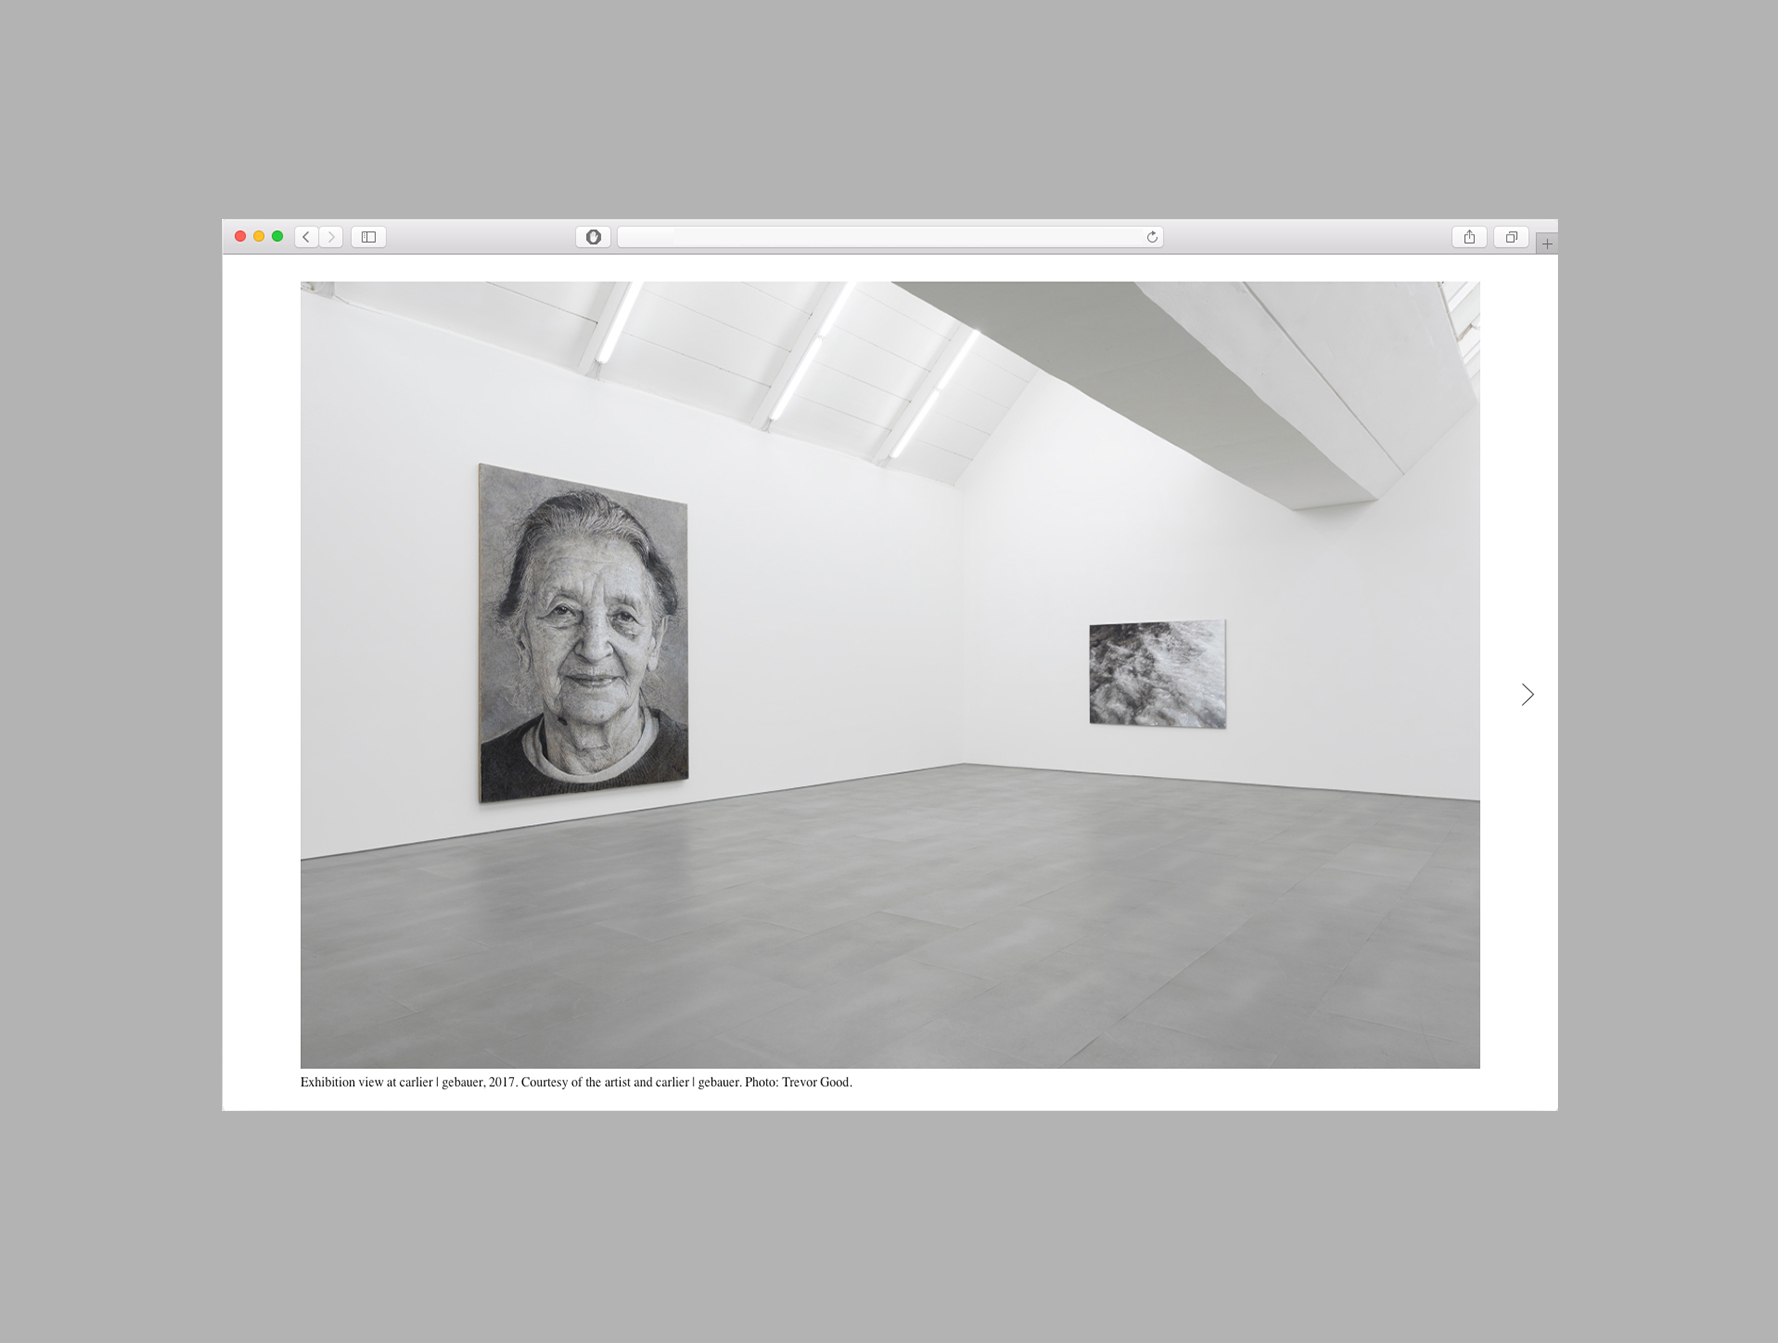 Exhibition view at carlier | gebauer, 2017. Courtesy of the artist and carlier | gebauer. Photo: Trevor Good.